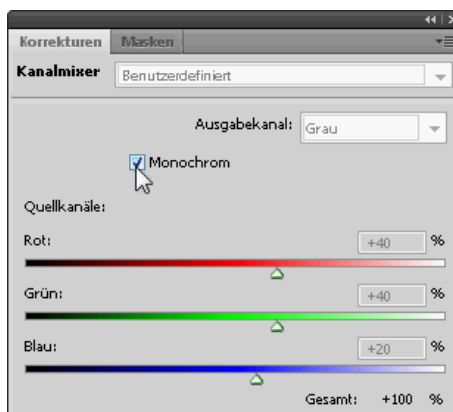 Korrekturen Masken
Kanalmixer Benutzerdefiniert
Ausgabekanal: Grau
Monochrom
Quellkanäle:
Rot: +40 %
Grün: +40 %
Blau: +20 %
Gesamt: +100 %